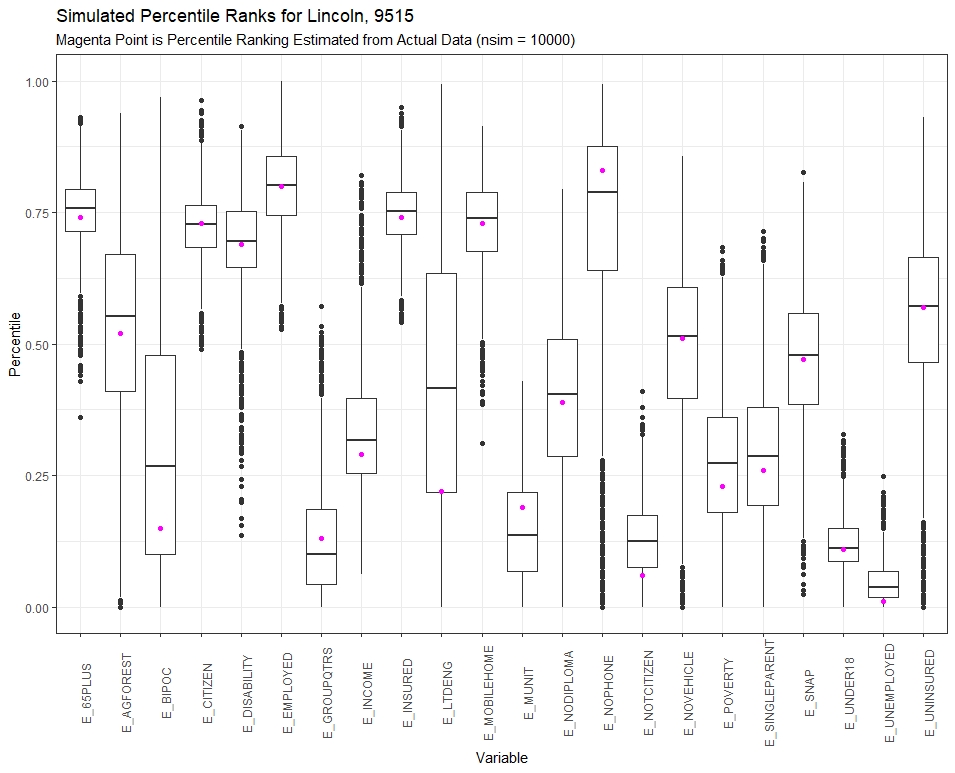 Simulated Percentile Ranks for Lincoln, 9515
Magenta Point is Percentile Ranking Estimated from Actual Data (nsim = 10000)
Percentile
1.00
0.75
0.50
0.25
0.00
E_65PLUS
E_AGFOREST
E_BIPOC
E_CITIZEN
E_DISABILITY
E_EMPLOYED
E_GROUPQTRS
E_INCOME
E_INSURED
E_LTDENG
E_MOBILEHOME
E_MUNIT
E_NODIPLOMA
E_NOPHONE
E_NOTCITIZEN
E_NOVEHICLE
E_POVERTY
E_SINGLEPARENT
E_SNAP
E_UNDER18
E_UNEMPLOYED
E_UNINSURED
Variable